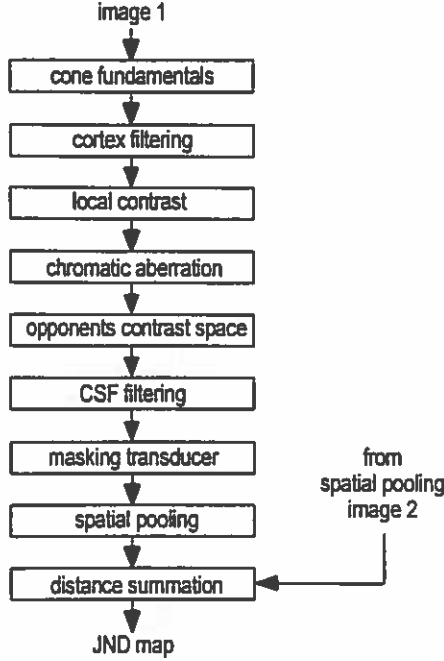 image 1
cone fundamentals
cortex filtering
local contrast
chromatic aberration
opponents contrast space
CSF filtering
masking transducer
from
spatial pooling
image 2
spatial pooling
distance summation
JND map